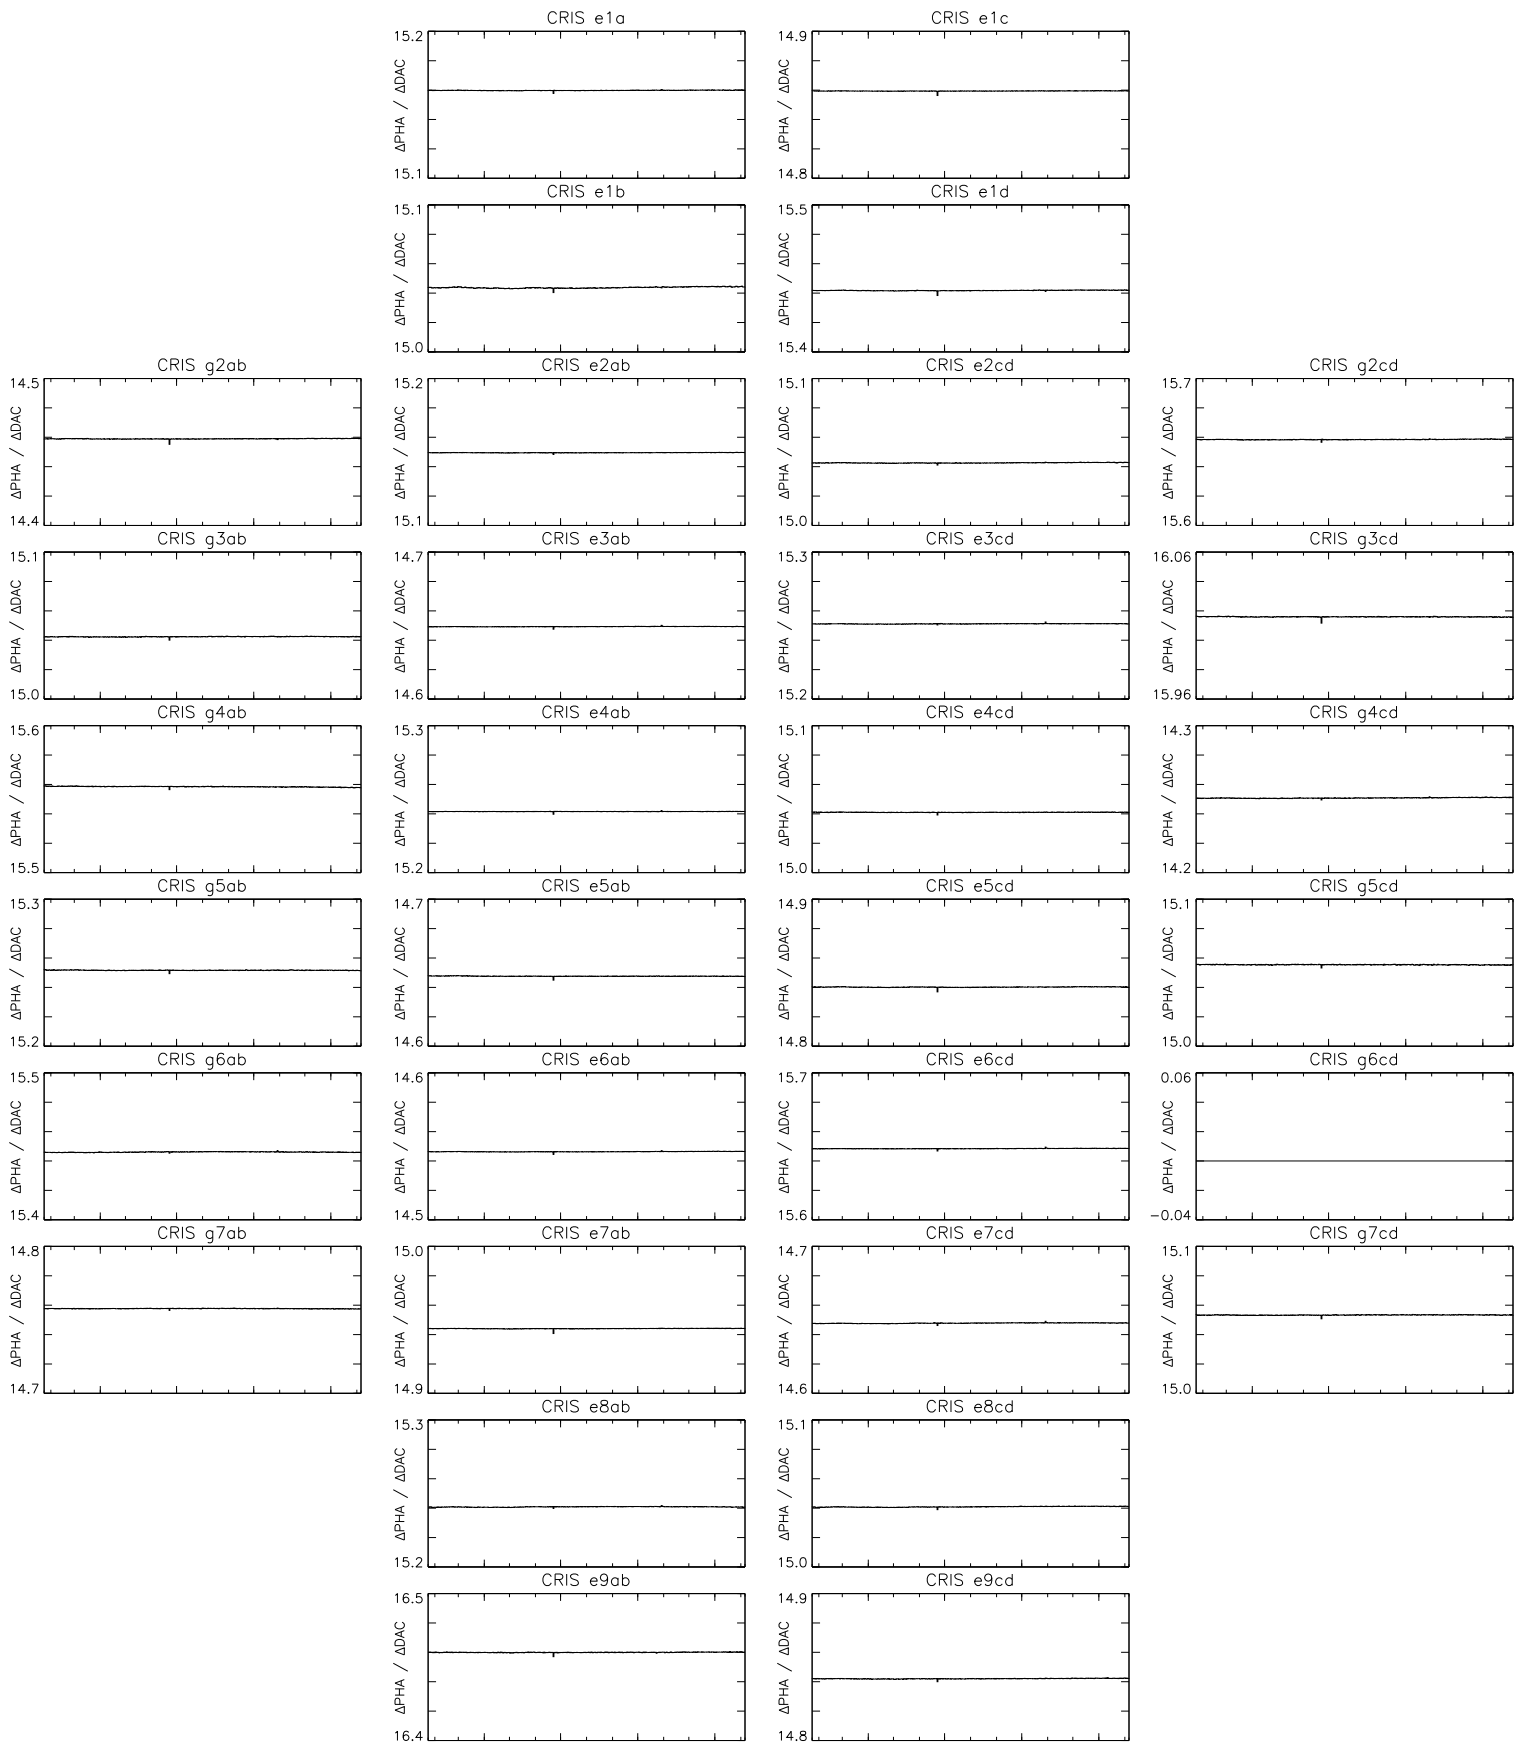 CRIS e1a
CRIS e1c
15.2
ΔPHA / ΔDAC
15.1
14.9
ΔPHA / ΔDAC
14.8
CRIS e1b
CRIS e1d
15.1
ΔPHA / ΔDAC
15.0
15.5
ΔPHA / ΔDAC
15.4
CRIS g2ab
CRIS e2ab
CRIS e2cd
CRIS g2cd
14.5
ΔPHA / ΔDAC
14.4
15.2
ΔPHA / ΔDAC
15.1
15.1
ΔPHA / ΔDAC
15.0
15.7
ΔPHA / ΔDAC
15.6
CRIS g3ab
CRIS e3ab
CRIS e3cd
CRIS g3cd
15.1
ΔPHA / ΔDAC
15.0
14.7
ΔPHA / ΔDAC
14.6
15.3
ΔPHA / ΔDAC
15.2
16.06
ΔPHA / ΔDAC
15.96
CRIS g4ab
CRIS e4ab
CRIS e4cd
CRIS g4cd
15.6
ΔPHA / ΔDAC
15.5
15.3
ΔPHA / ΔDAC
15.2
15.1
ΔPHA / ΔDAC
15.0
14.3
ΔPHA / ΔDAC
14.2
CRIS g5ab
CRIS e5ab
CRIS e5cd
CRIS g5cd
15.3
ΔPHA / ΔDAC
15.2
14.7
ΔPHA / ΔDAC
14.6
14.9
ΔPHA / ΔDAC
14.8
15.1
ΔPHA / ΔDAC
15.0
CRIS g6ab
CRIS e6ab
CRIS e6cd
CRIS g6cd
15.5
ΔPHA / ΔDAC
15.4
14.6
ΔPHA / ΔDAC
14.5
15.7
ΔPHA / ΔDAC
15.6
0.06
ΔPHA / ΔDAC
−0.04
CRIS g7ab
CRIS e7ab
CRIS e7cd
CRIS g7cd
14.8
ΔPHA / ΔDAC
14.7
15.0
ΔPHA / ΔDAC
14.9
14.7
ΔPHA / ΔDAC
14.6
15.1
ΔPHA / ΔDAC
15.0
CRIS e8ab
CRIS e8cd
15.3
ΔPHA / ΔDAC
15.2
15.1
ΔPHA / ΔDAC
15.0
CRIS e9ab
CRIS e9cd
16.5
ΔPHA / ΔDAC
16.4
14.9
ΔPHA / ΔDAC
14.8